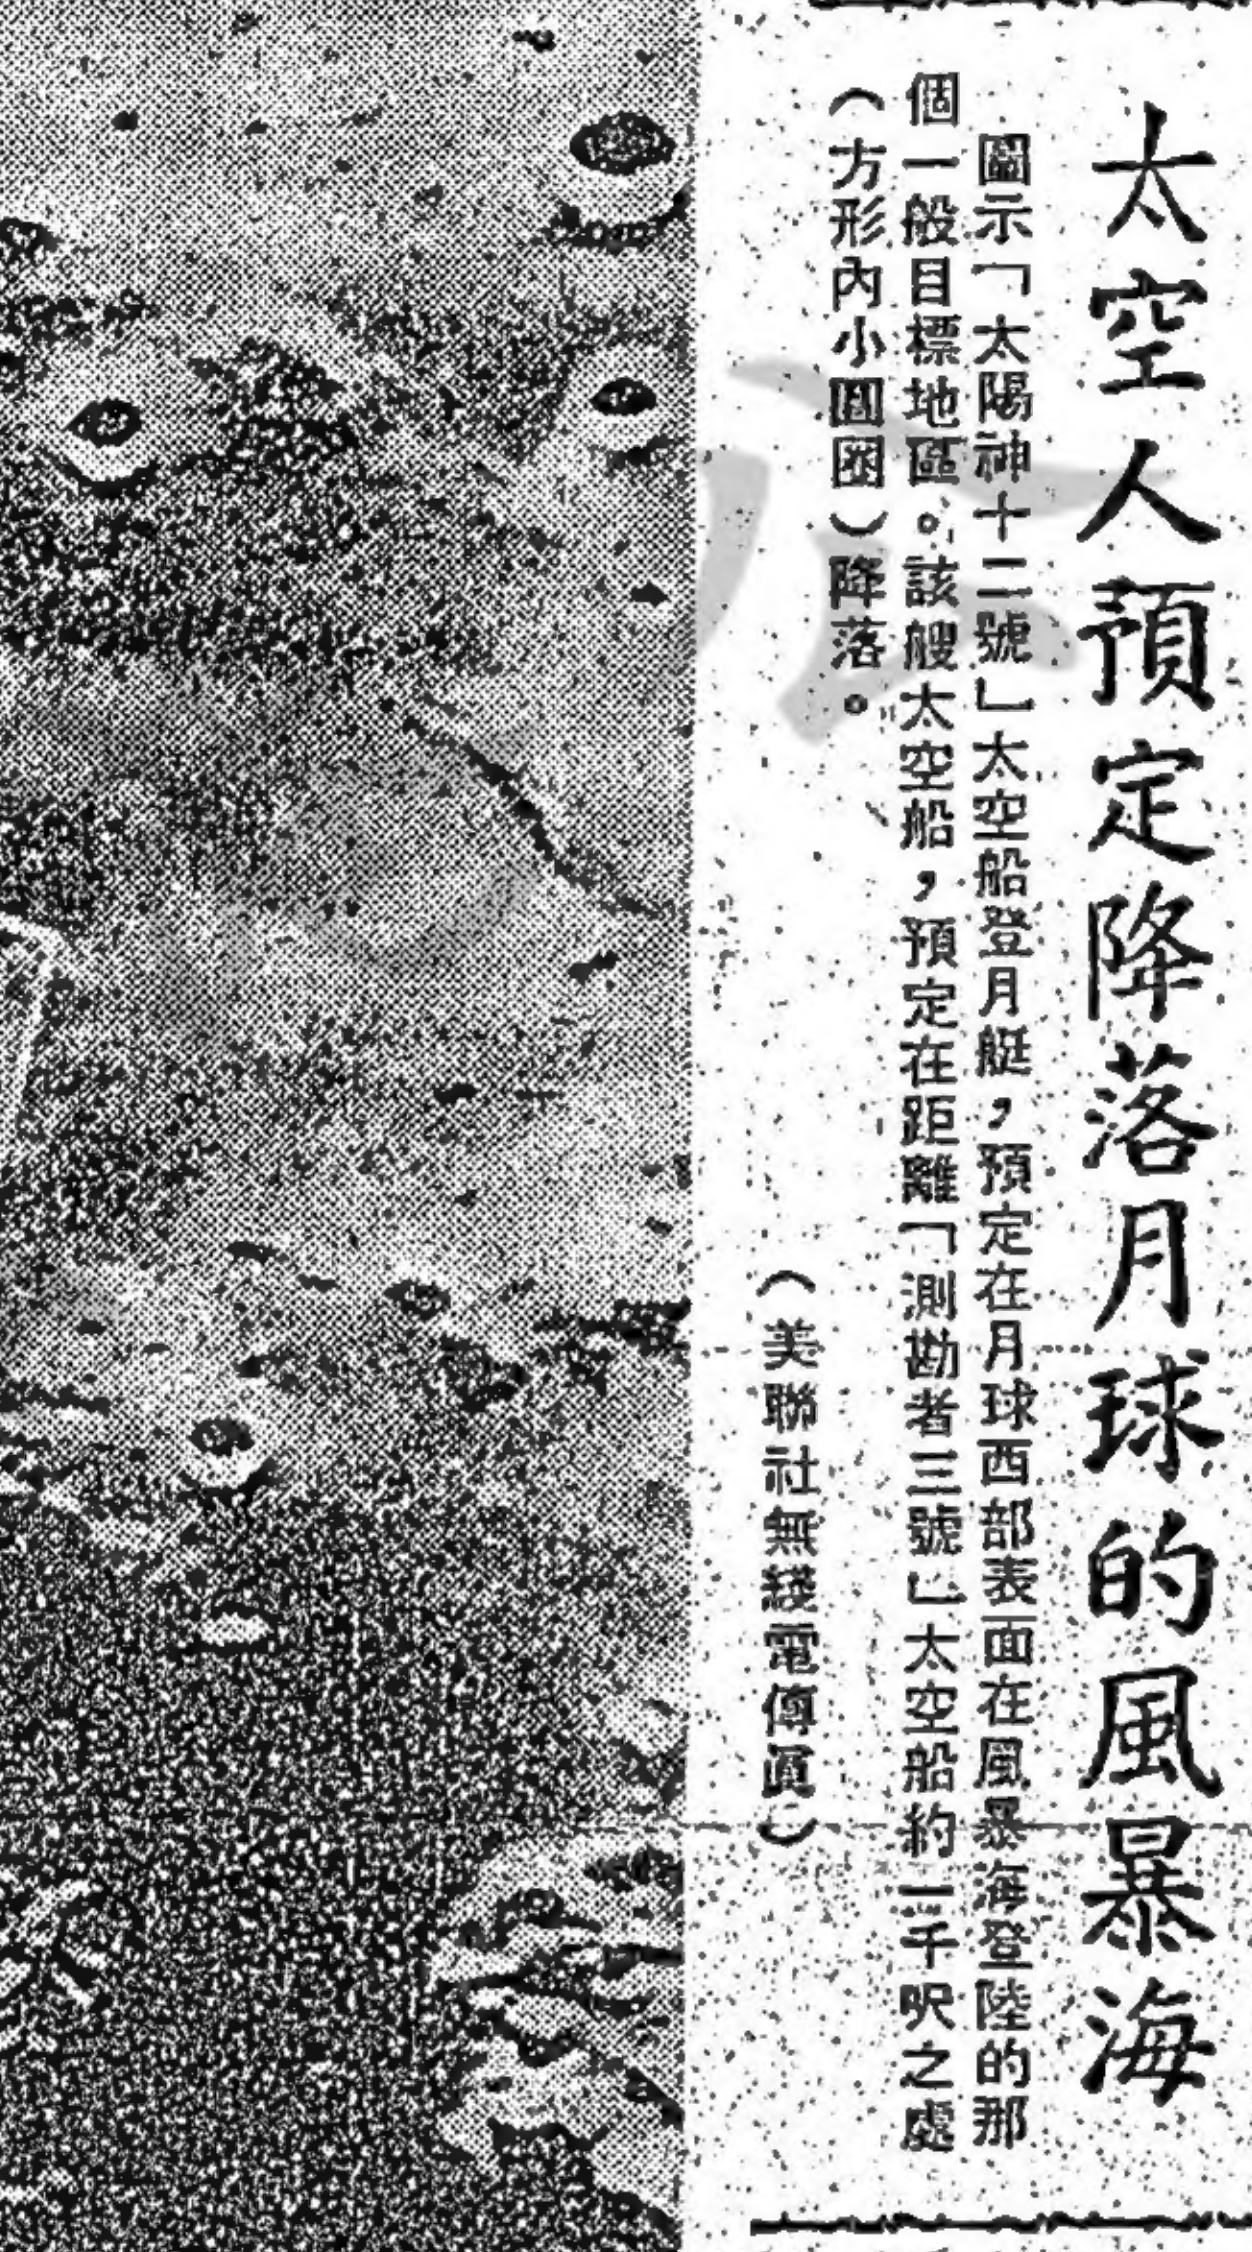 太空人預定降落月球的風暴海
圖示「太陽神十二號」太空船登月艇，預定在月球西部表面在風暴海登陸的那
個一般目標地區。該艘太空船，預定在距離「測勘者三號」太空船約一千呎之處
（方形內小圓圈）降落。
（美聯社無綫電傳眞）